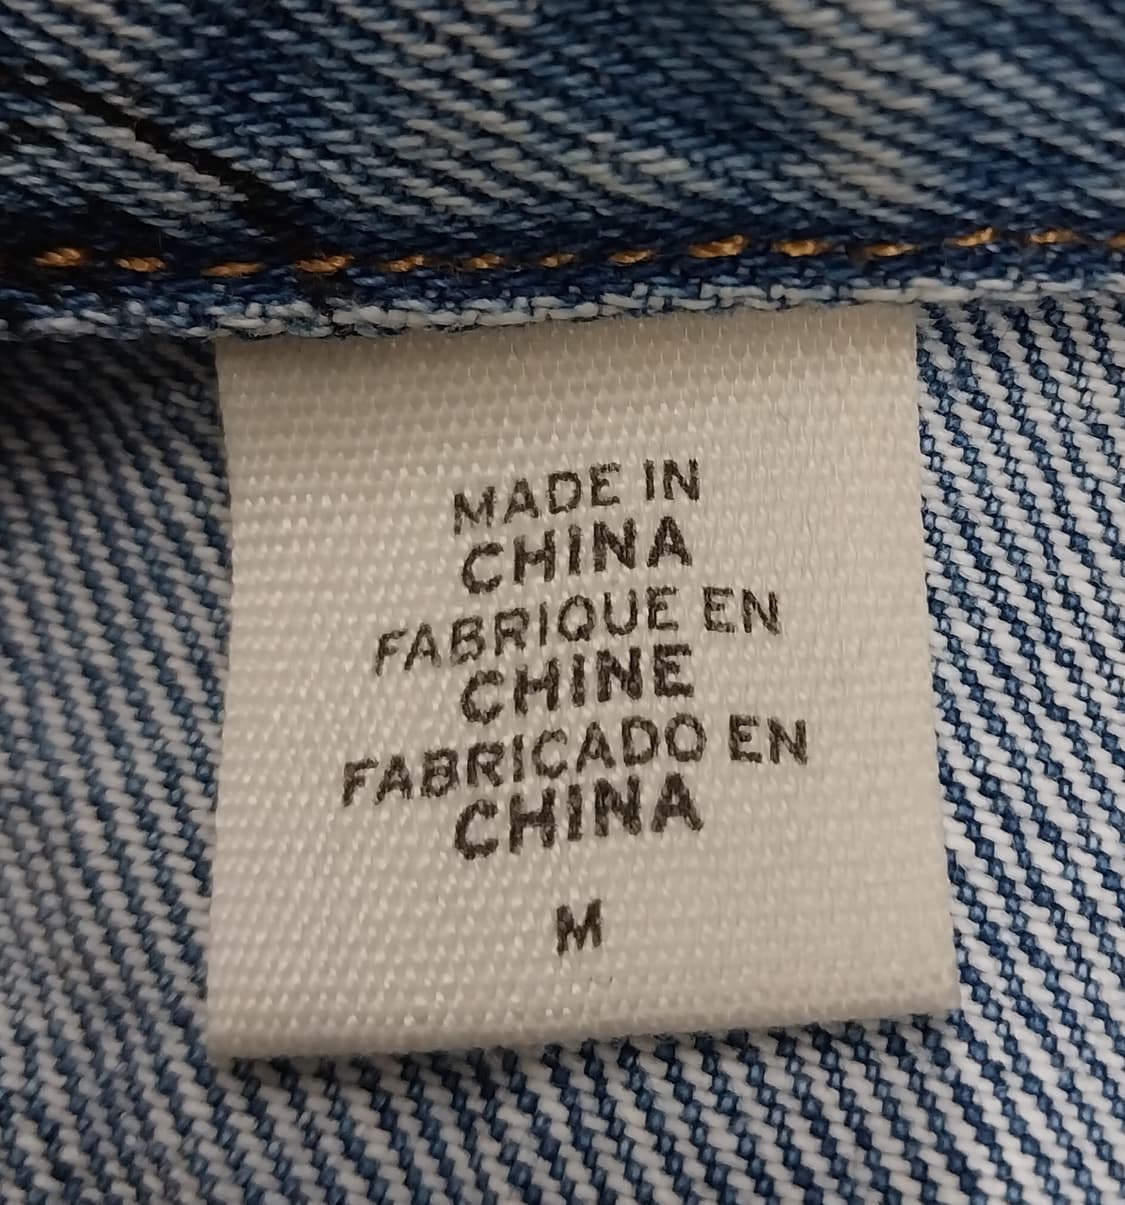 MADE IN
CHINA
FABRIQUE EN
CHINE
FABRICADO EN
CHINA
M